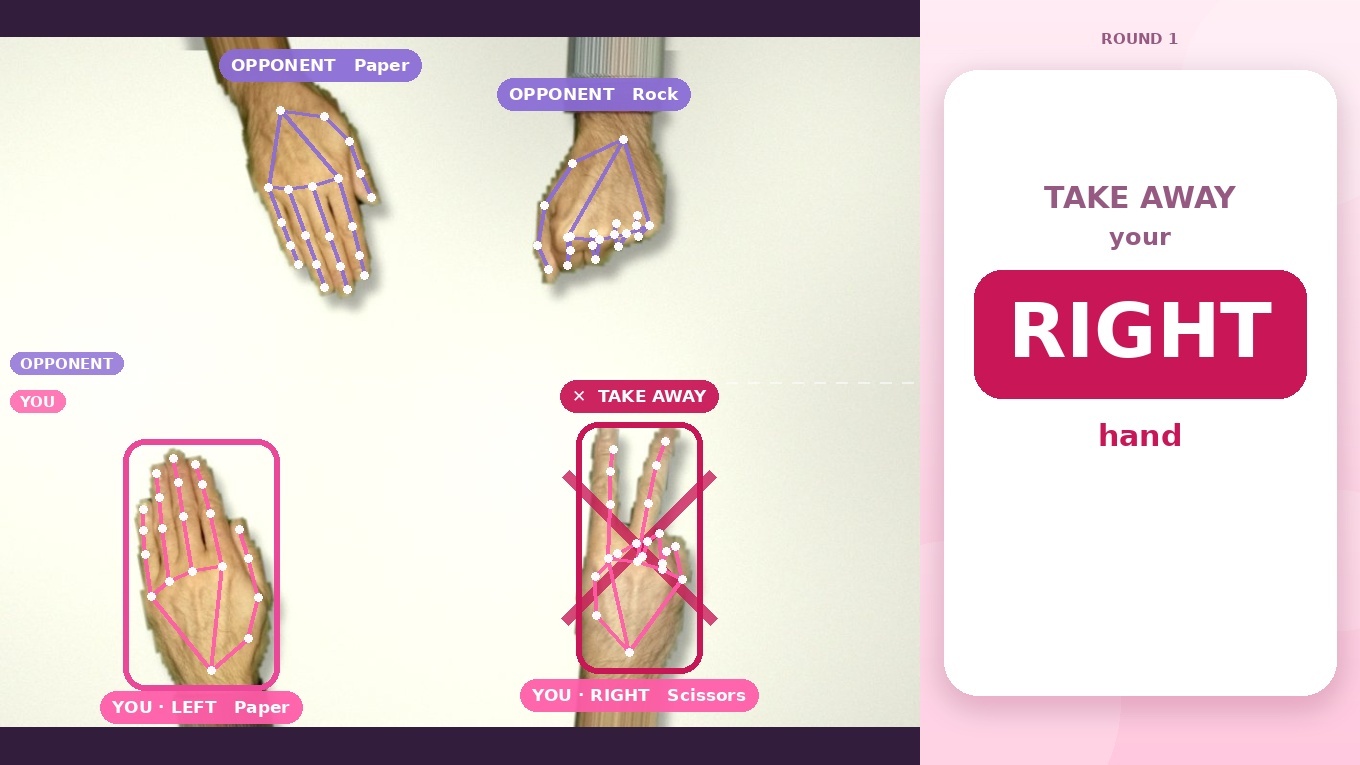 OPPONENT Paper
OPPONENT Rock
OPPONENT
YOU
✕ TAKE AWAY
YOU · LEFT Paper
YOU · RIGHT Scissors
ROUND 1
TAKE AWAY
your
RIGHT
hand